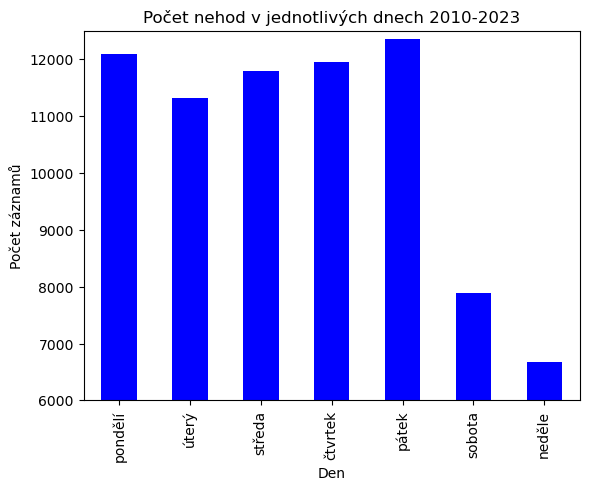 Počet nehod v jednotlivých dnech 2010-2023
12000
11000
10000
9000
8000
7000
6000
Počet záznamů
pondělí
úterý
středa
čtvrtek
pátek
sobota
neděle
Den